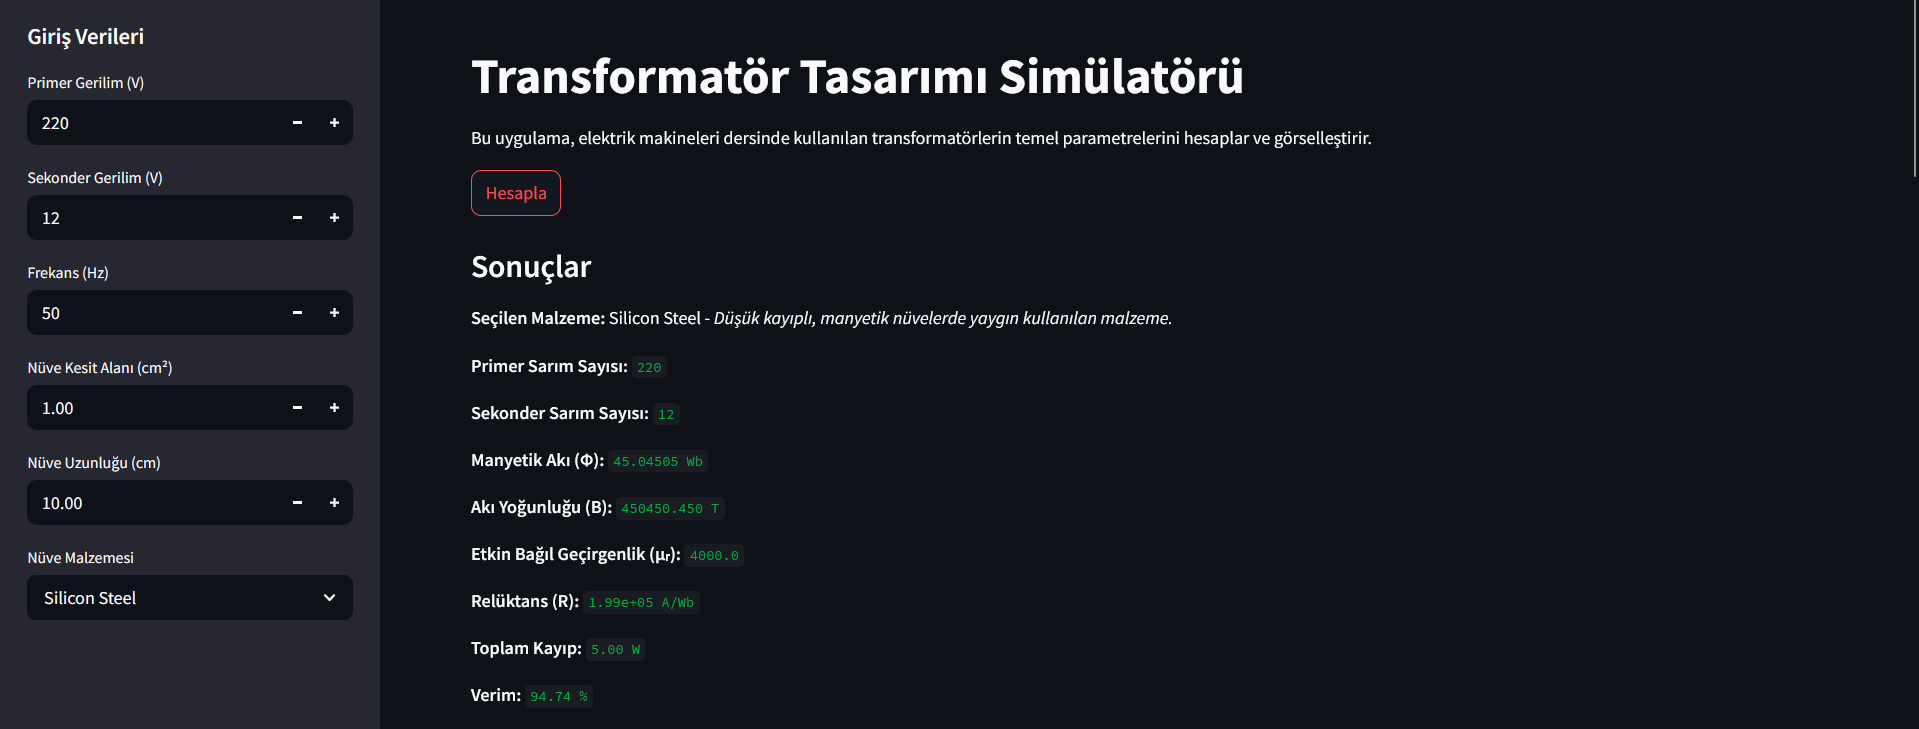 Giriş Verileri
Primer Gerilim (V)
220
Sekonder Gerilim (V)
12
Frekans (Hz)
50
Nüve Kesit Alanı (cm²)
1.00
Nüve Uzunluğu (cm)
10.00
Nüve Malzemesi
Silicon Steel
Transformatör Tasarımı Simülatörü
Bu uygulama, elektrik makineleri dersinde kullanılan transformatörlerin temel parametrelerini hesaplar ve görselleştirir.
Hesapla
Sonuçlar
Seçilen Malzeme: Silicon Steel - Düşük kayıplı, manyetik nüvelerde yaygın kullanılan malzeme.
Primer Sarım Sayısı: 220
Sekonder Sarım Sayısı: 12
Manyetik Akı (Φ): 45.04505 Wb
Akı Yoğunluğu (B): 450450.450 T
Etkin Bağıl Geçirgenlik (μᵣ): 4000.0
Relüktans (R): 1.99e+05 A/Wb
Toplam Kayıp: 5.00 W
Verim: 94.74 %